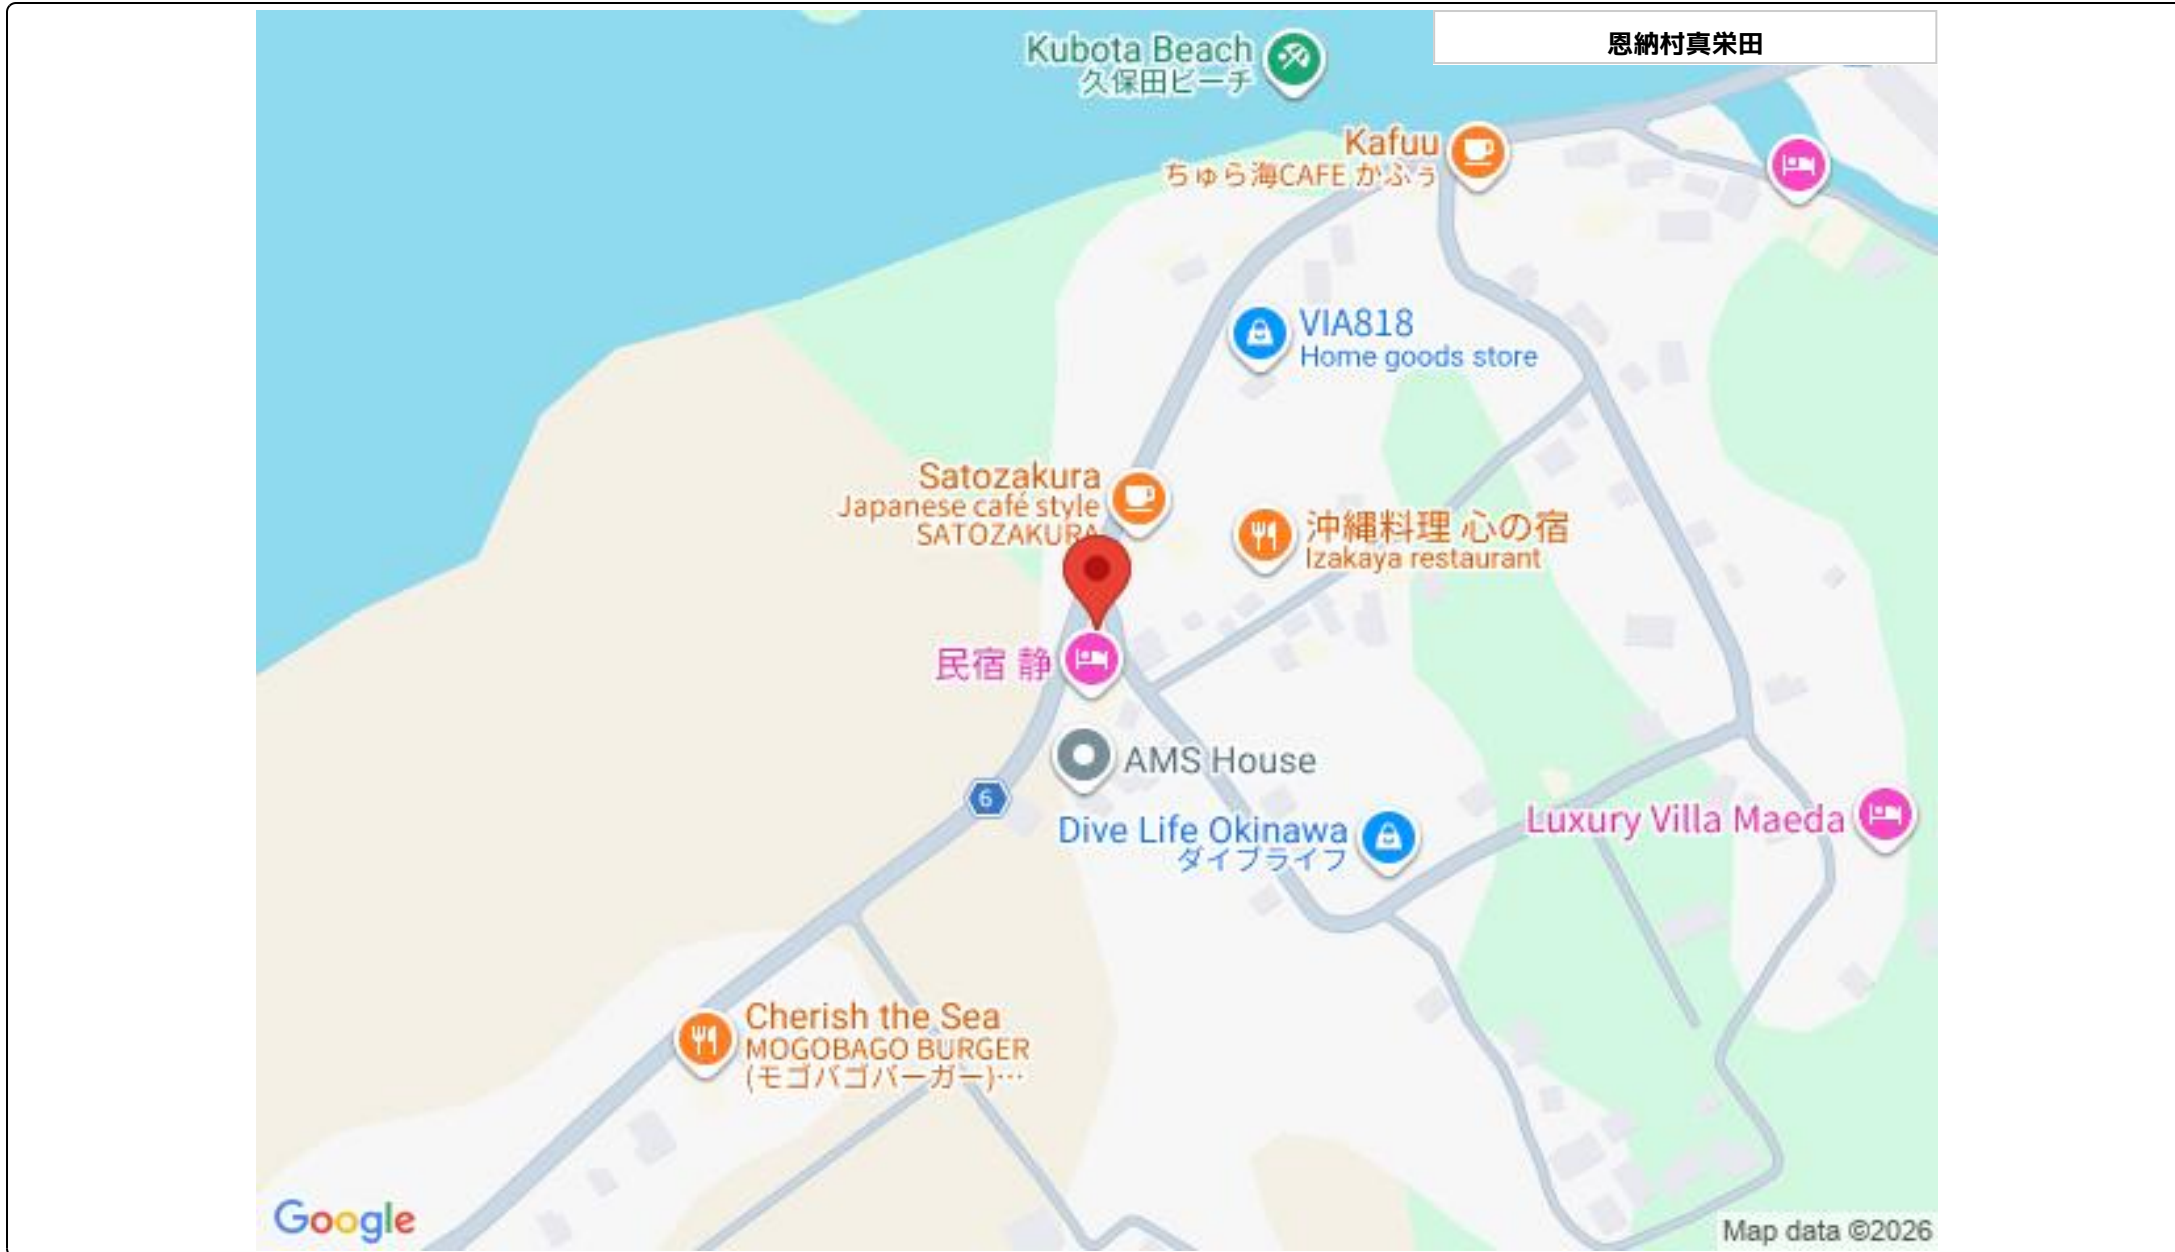 恩納村真栄田
Kubota Beach
久保田ビーチ
Kafuu
ちゅら海CAFE かふぅ
VIA818
Home goods store
Satozakura
Japanese café style
SATOZAKURA
沖縄料理 心の宿
Izakaya restaurant
民宿 静
AMS House
6
Dive Life Okinawa
ダイブライフ
Luxury Villa Maeda
Cherish the Sea
MOGOBAGO BURGER
(モゴバゴバーガー)…
Google
Map data ©2026